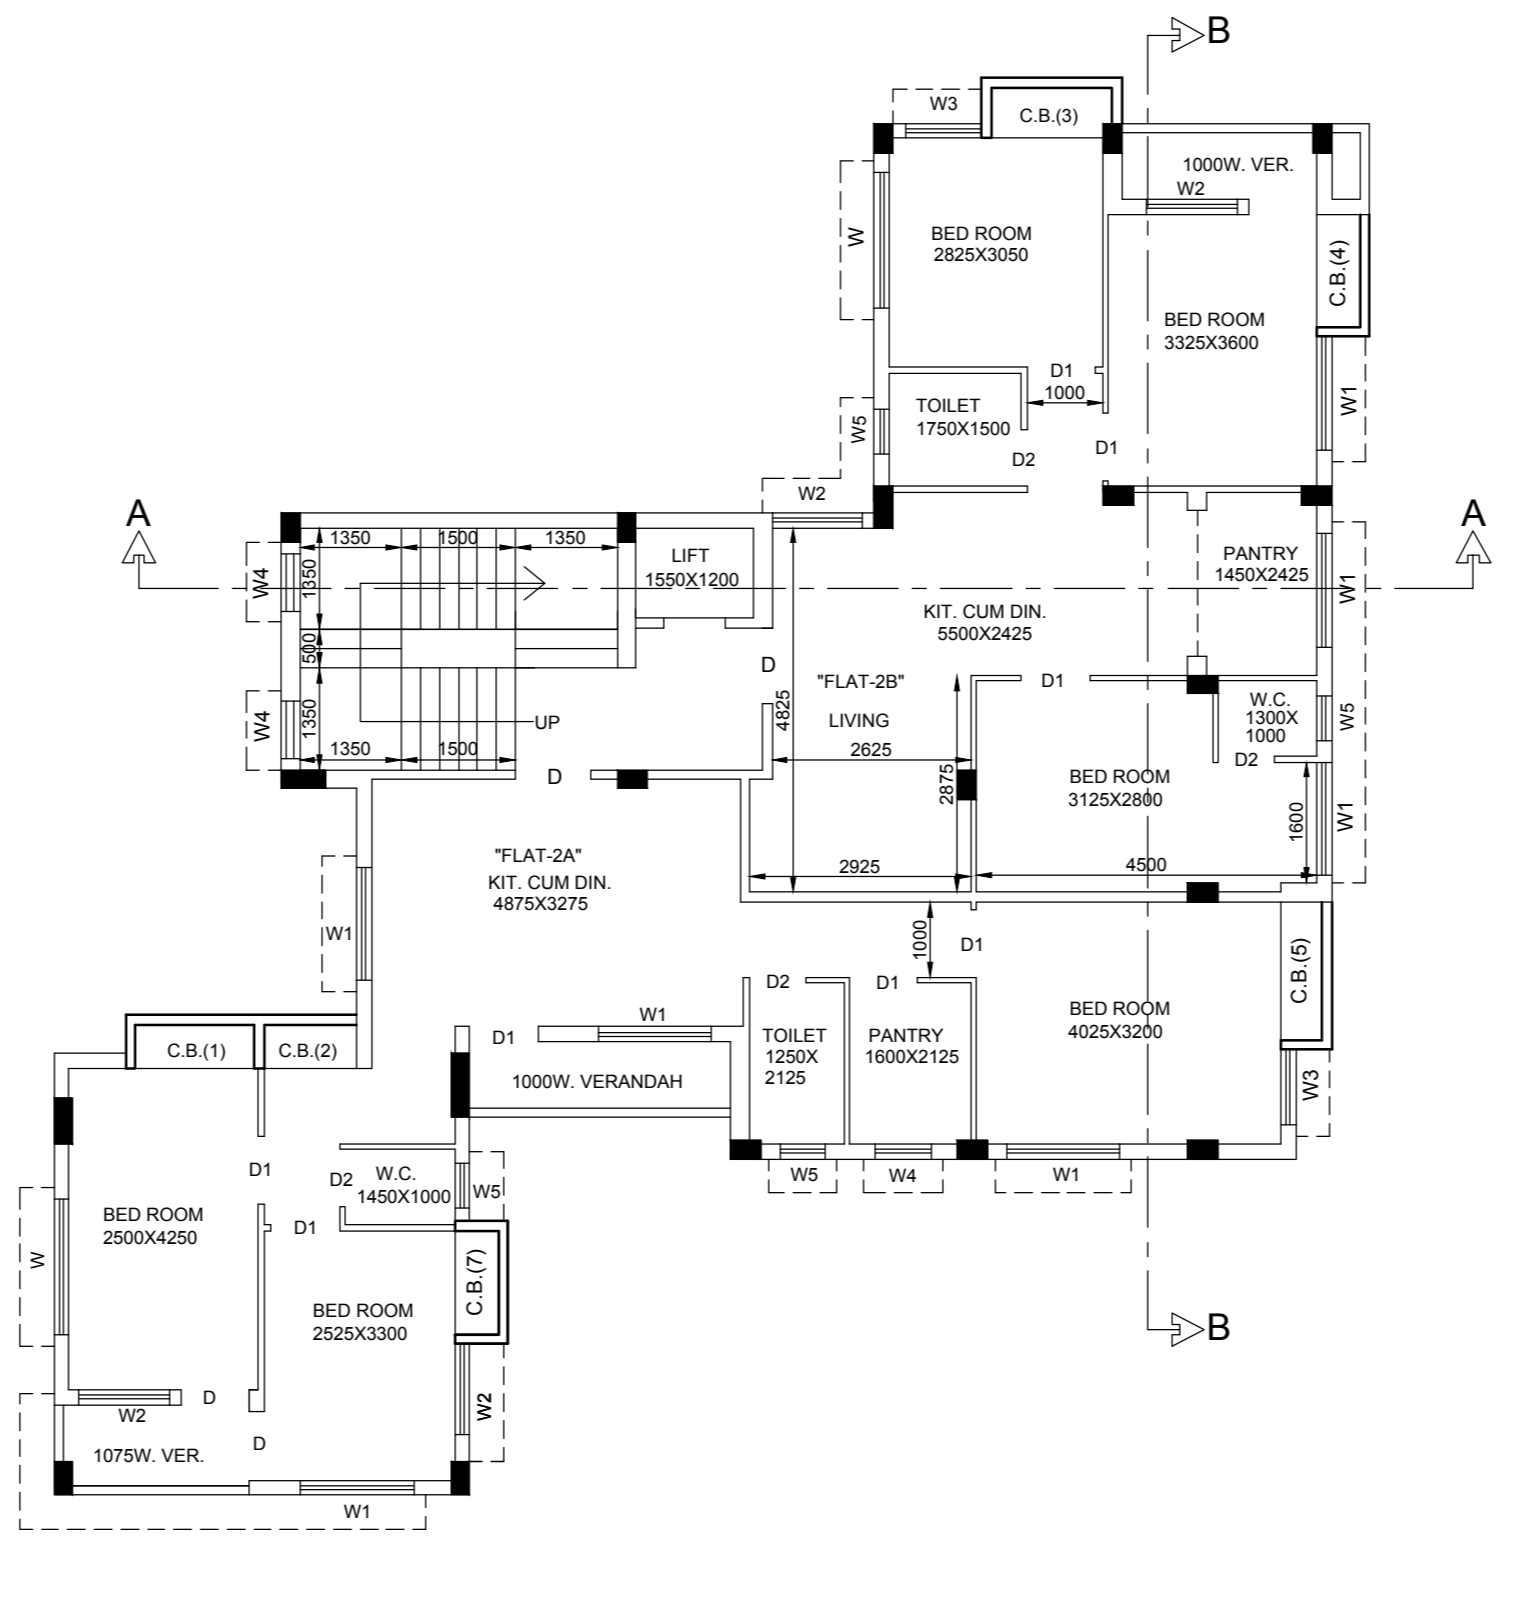 B
W3
C.B.(3)
1000W. VER.
W2
W
BED ROOM
2825X3050
C.B.(4)
BED ROOM
3325X3600
D1
1000
W1
TOILET
1750X1500
W5
D1
D2
W2
A
A
1350
1500
1350
LIFT
1550X1200
W4
1350
PANTRY
1450X2425
W1
KIT. CUM DIN.
5500X2425
500
D
"FLAT-2B"
D1
W.C.
1300X
1000
W5
W4
1350
UP
4825
LIVING
1350
1500
2625
D2
D
2875
BED ROOM
3125X2800
1600
W1
"FLAT-2A"
KIT. CUM DIN.
4875X3275
2925
4500
W1
1000
D1
C.B.(5)
D2
D1
BED ROOM
4025X3200
W1
D1
TOILET
1250X
2125
PANTRY
1600X2125
C.B.(1)
C.B.(2)
1000W. VERANDAH
W3
D1
D2
W.C.
1450X1000
W5
W5
W4
W1
BED ROOM
2500X4250
D1
W
C.B.(7)
BED ROOM
2525X3300
B
W2
D
W2
D
1075W. VER.
W1